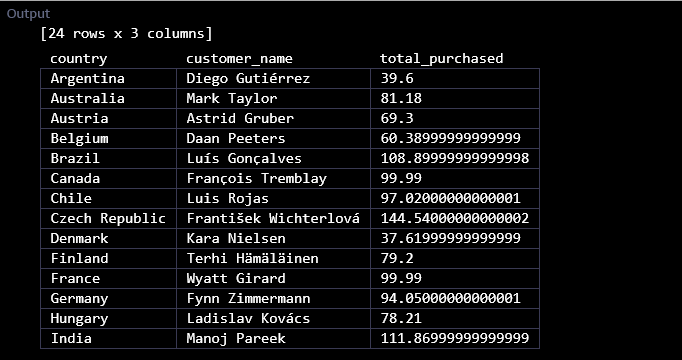 Output
[24 rows x 3 columns]
country customer_name total_purchased
Argentina Diego Gutiérrez 39.6
Australia Mark Taylor 81.18
Austria Astrid Gruber 69.3
Belgium Daan Peeters 60.38999999999999
Brazil Luís Gonçalves 108.89999999999998
Canada François Tremblay 99.99
Chile Luis Rojas 97.02000000000001
Czech Republic František Wichterlová 144.54000000000002
Denmark Kara Nielsen 37.61999999999999
Finland Terhi Hämäläinen 79.2
France Wyatt Girard 99.99
Germany Fynn Zimmermann 94.05000000000001
Hungary Ladislav Kovács 78.21
India Manoj Pareek 111.86999999999999